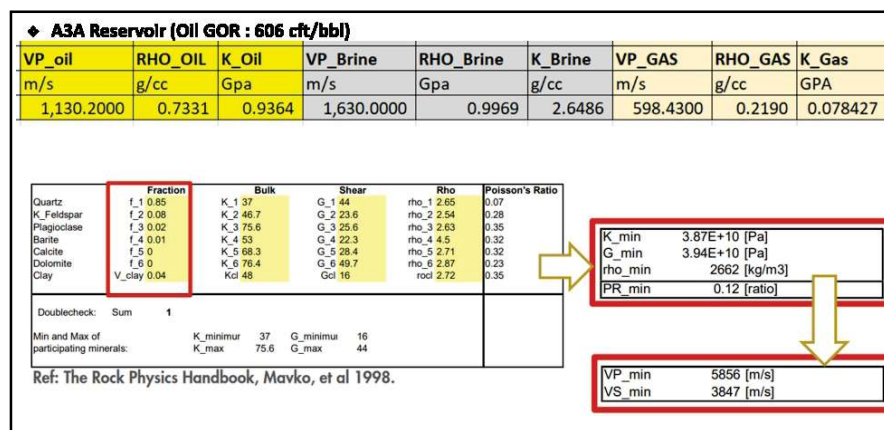 ❖ A3A Reservoir (Oil GOR : 606 cft/bbl)
VP_oil RHO_OIL K_Oil VP_Brine RHO_Brine K_Brine VP_GAS RHO_GAS K_Gas
m/s g/cc Gpa m/s Gpa g/cc m/s g/cc GPA
1,130.2000 0.7331 0.9364 1,630.0000 0.9969 2.6486 598.4300 0.2190 0.078427
Fraction Bulk Shear Rho Poisson's Ratio
Quartz f_1 0.85 K_1 37 G_1 44 rho_1 2.65 0.07
K_Feldspar f_2 0.08 K_2 46.7 G_2 23.6 rho_2 2.54 0.28
Plagioclase f_3 0.02 K_3 75.6 G_3 25.6 rho_3 2.63 0.35
Barite f_4 0.01 K_4 53 G_4 22.3 rho_4 4.5 0.32
Calcite f_5 0 K_5 68.3 G_5 28.4 rho_5 2.71 0.32
Dolomite f_6 0 K_6 76.4 G_6 49.7 rho_6 2.87 0.23
Clay V_clay 0.04 Kcl 48 Gcl 16 rocl 2.72 0.35
Doublecheck: Sum 1
Min and Max of K_minimur 37 G_minimui 16
participating minerals: K_max 75.6 G_max 44
Ref: The Rock Physics Handbook, Mavko, et al 1998.
K_min 3.87E+10 [Pa]
G_min 3.94E+10 [Pa]
rho_min 2662 [kg/m3]
PR_min 0.12 [ratio]
VP_min 5856 [m/s]
VS_min 3847 [m/s]